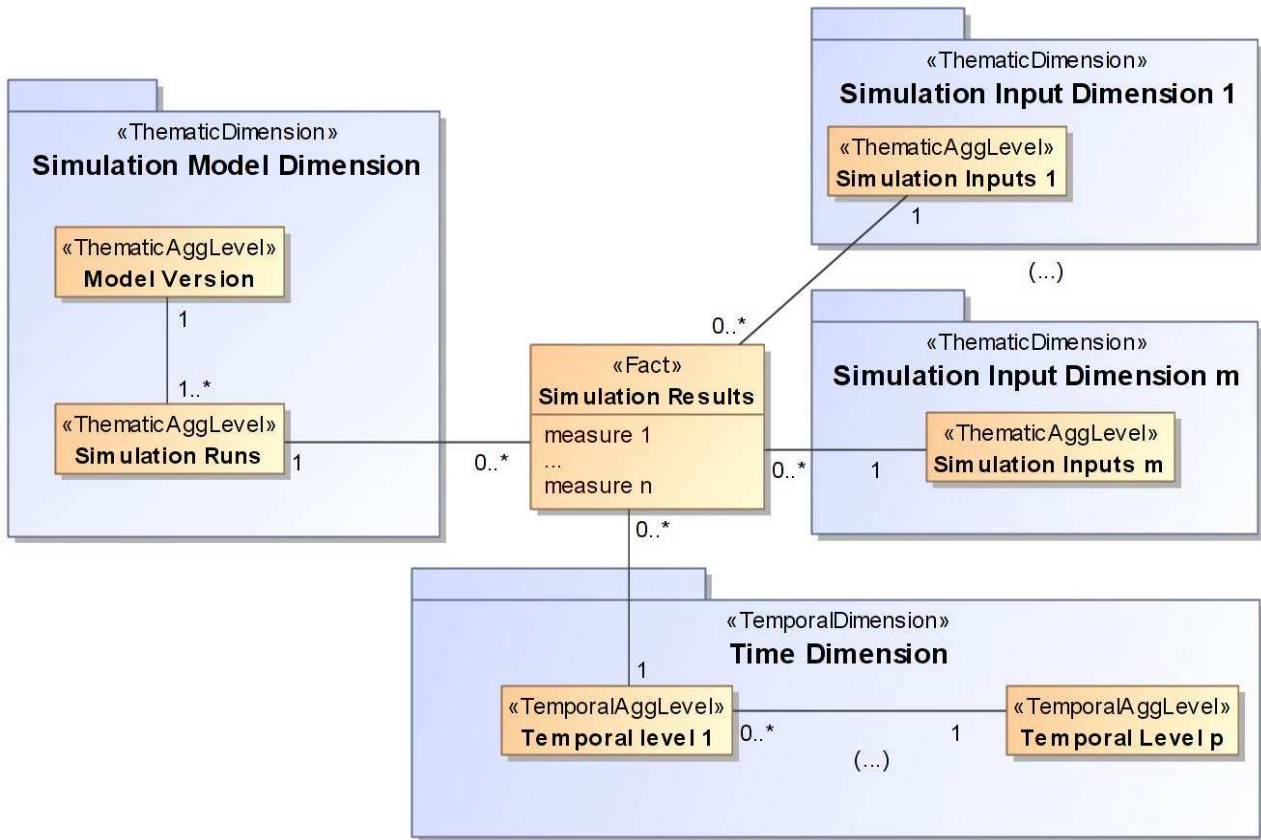 «ThematicDimension»
Simulation Model Dimension
«ThematicAggLevel»
Model Version
1
1..*
«ThematicAggLevel»
Simulation Runs
1
0..*
«Fact»
Simulation Results
measure 1
...
measure n
«ThematicDimension»
Simulation Input Dimension 1
«ThematicAggLevel»
Simulation Inputs 1
1
0..*
(...)
«ThematicDimension»
Simulation Input Dimension m
«ThematicAggLevel»
Simulation Inputs m
0..*
1
0..*
«TemporalDimension»
Time Dimension
1
«TemporalAggLevel»
Temporal level 1
0..*
1
(...)
«TemporalAggLevel»
Temporal Level p